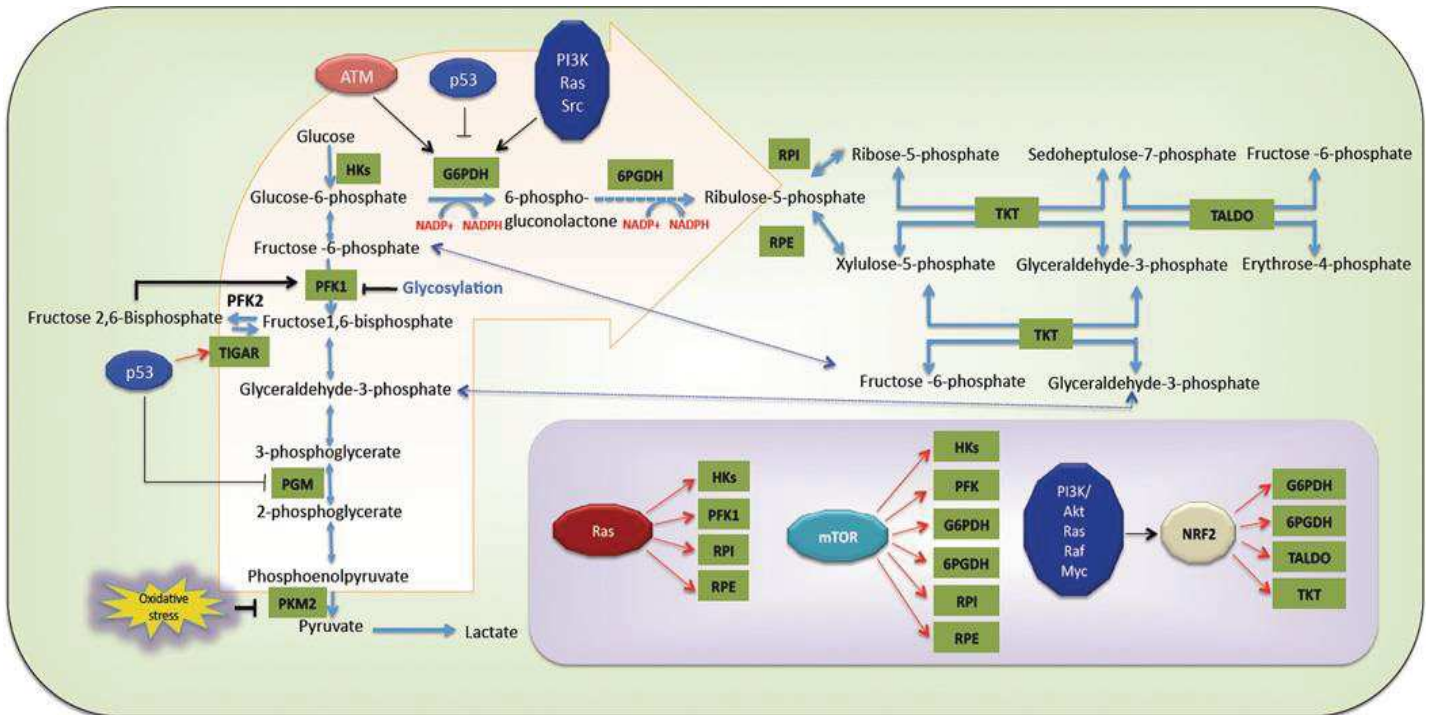 ATM
p53
PI3K
Ras
Src
Glucose
HKs
G6PDH
6PGDH
Glucose-6-phosphate
6-phospho-
gluconolactone
NADP+ NADPH
NADP+ NADPH
Ribulose-5-phosphate
RPI
RPE
Ribose-5-phosphate
Sedoheptulose-7-phosphate
Fructose -6-phosphate
TKT
TALDO
Xylulose-5-phosphate
Glyceraldehyde-3-phosphate
Erythrose-4-phosphate
TKT
Fructose -6-phosphate
Glyceraldehyde-3-phosphate
Fructose -6-phosphate
PFK1
Glycosylation
PFK2
Fructose 2,6-Bisphosphate
Fructose1,6-bisphosphate
TIGAR
p53
Glyceraldehyde-3-phosphate
3-phosphoglycerate
PGM
2-phosphoglycerate
Phosphoenolpyruvate
Oxidative
stress
PKM2
Pyruvate
Lactate
Ras
HKs
PFK1
RPI
RPE
mTOR
HKs
PFK
G6PDH
6PGDH
RPI
RPE
PI3K/
Akt
Ras
Raf
Myc
NRF2
G6PDH
6PGDH
TALDO
TKT